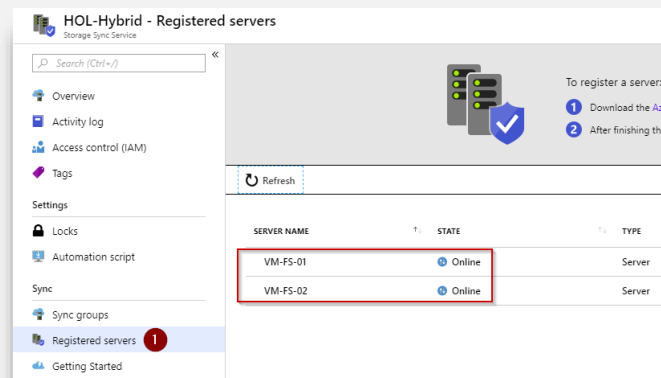 HOL-Hybrid - Registered servers
Storage Sync Service
Search (Ctrl+/)
«
Overview
Activity log
Access control (IAM)
Tags
Settings
Locks
Automation script
Sync
Sync groups
Registered servers 1
Getting Started
To register a server:
1 Download the Az
2 After finishing th
Refresh
SERVER NAME ↑↓ STATE ↑↓ TYPE
VM-FS-01 Online Server
VM-FS-02 Online Server